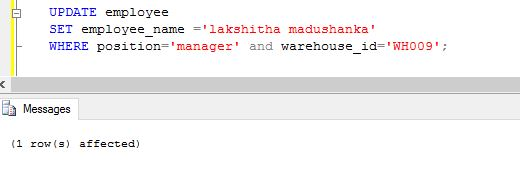 UPDATE employee
SET employee_name ='lakshitha madushanka'
WHERE position='manager' and warehouse_id='WH009';
Messages
(1 row(s) affected)